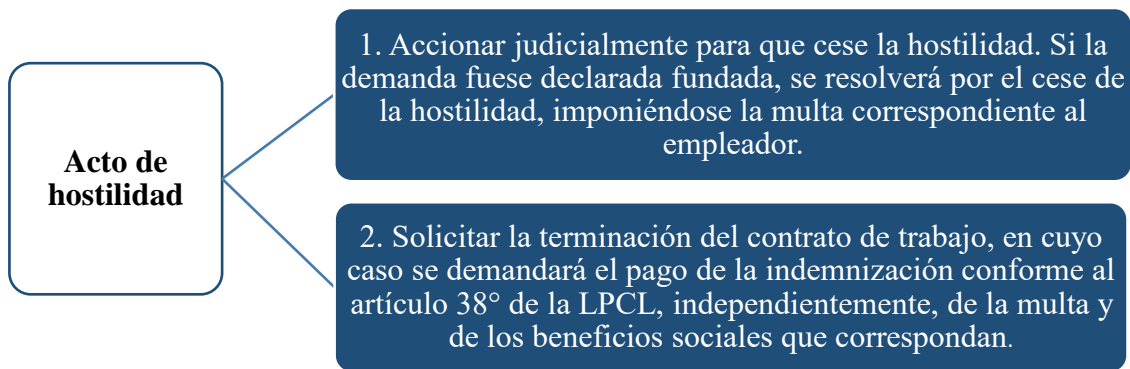 Acto de
hostilidad
1. Accionar judicialmente para que cese la hostilidad. Si la
demanda fuese declarada fundada, se resolverá por el cese de
la hostilidad, imponiéndose la multa correspondiente al
empleador.
2. Solicitar la terminación del contrato de trabajo, en cuyo
caso se demandará el pago de la indemnización conforme al
artículo 38° de la LPCL, independientemente, de la multa y
de los beneficios sociales que correspondan.